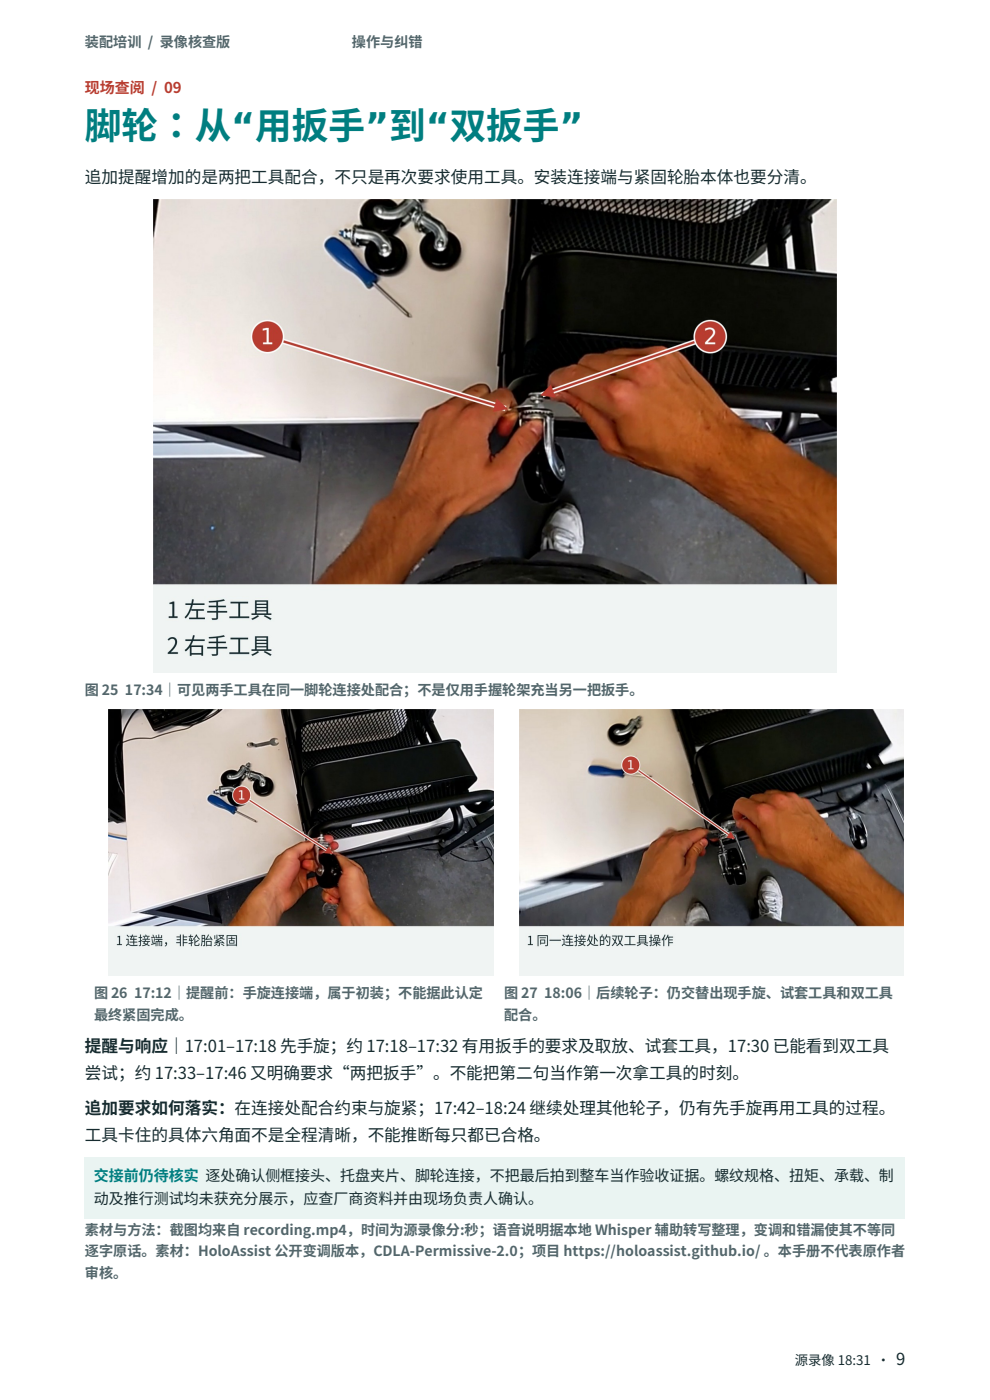 装配培训 / 录像核查版
操作与纠错
现场查阅 / 09
脚轮：从“用扳手”到“双扳手”
追加提醒增加的是两把工具配合，不只是再次要求使用工具。安装连接端与紧固轮胎本体也要分清。
1
2
1 左手工具
2 右手工具
图 25 17:34｜可见两手工具在同一脚轮连接处配合；不是仅用手握轮架充当另一把扳手。
1
1 连接端，非轮胎紧固
图 26 17:12｜提醒前：手旋连接端，属于初装；不能据此认定
最终紧固完成。
1
1 同一连接处的双工具操作
图 27 18:06｜后续轮子：仍交替出现手旋、试套工具和双工具
配合。
提醒与响应｜17:01–17:18 先手旋；约 17:18–17:32 有用扳手的要求及取放、试套工具，17:30 已能看到双工具
尝试；约 17:33–17:46 又明确要求“两把扳手”。不能把第二句当作第一次拿工具的时刻。
追加要求如何落实：在连接处配合约束与旋紧；17:42–18:24 继续处理其他轮子，仍有先手旋再用工具的过程。
工具卡住的具体六角面不是全程清晰，不能推断每只都已合格。
交接前仍待核实 逐处确认侧框接头、托盘夹片、脚轮连接，不把最后拍到整车当作验收证据。螺纹规格、扭矩、承载、制
动及推行测试均未获充分展示，应查厂商资料并由现场负责人确认。
素材与方法：截图均来自 recording.mp4，时间为源录像分:秒；语音说明据本地 Whisper 辅助转写整理，变调和错漏使其不等同
逐字原话。素材：HoloAssist 公开变调版本，CDLA-Permissive-2.0；项目 https://holoassist.github.io/ 。本手册不代表原作者
审核。
源录像 18:31 · 9